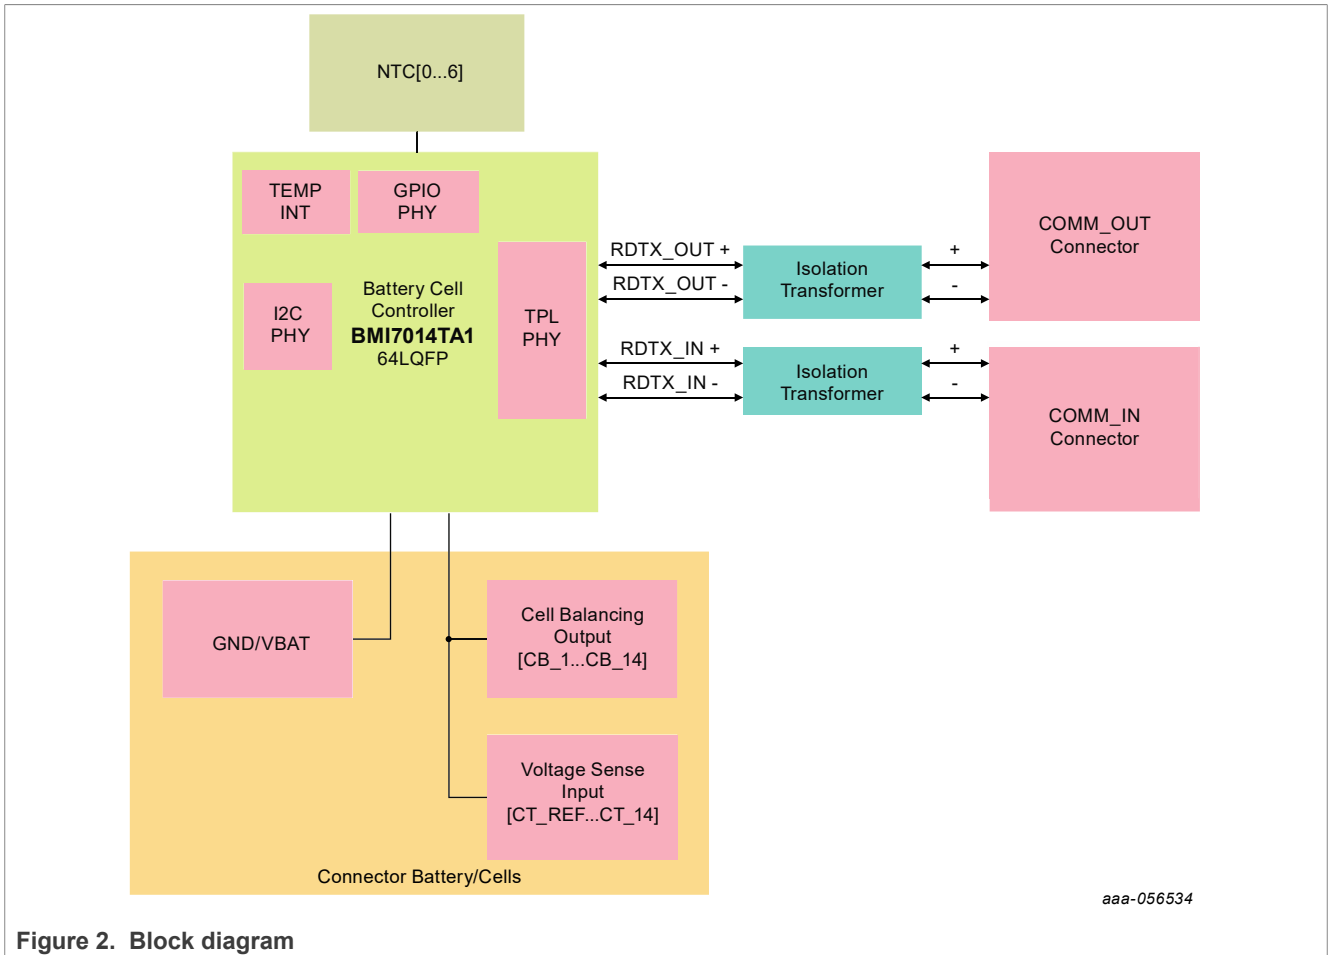 NTC[0...6]
TEMP
INT
GPIO
PHY
I2C
PHY
Battery Cell
Controller
BMI7014TA1
64LQFP
TPL
PHY
RDTX_OUT +
RDTX_OUT -
RDTX_IN +
RDTX_IN -
Isolation
Transformer
Isolation
Transformer
+
-
+
-
COMM_OUT
Connector
COMM_IN
Connector
GND/VBAT
Cell Balancing
Output
[CB_1...CB_14]
Voltage Sense
Input
[CT_REF...CT_14]
Connector Battery/Cells
aaa-056534
Figure 2. Block diagram